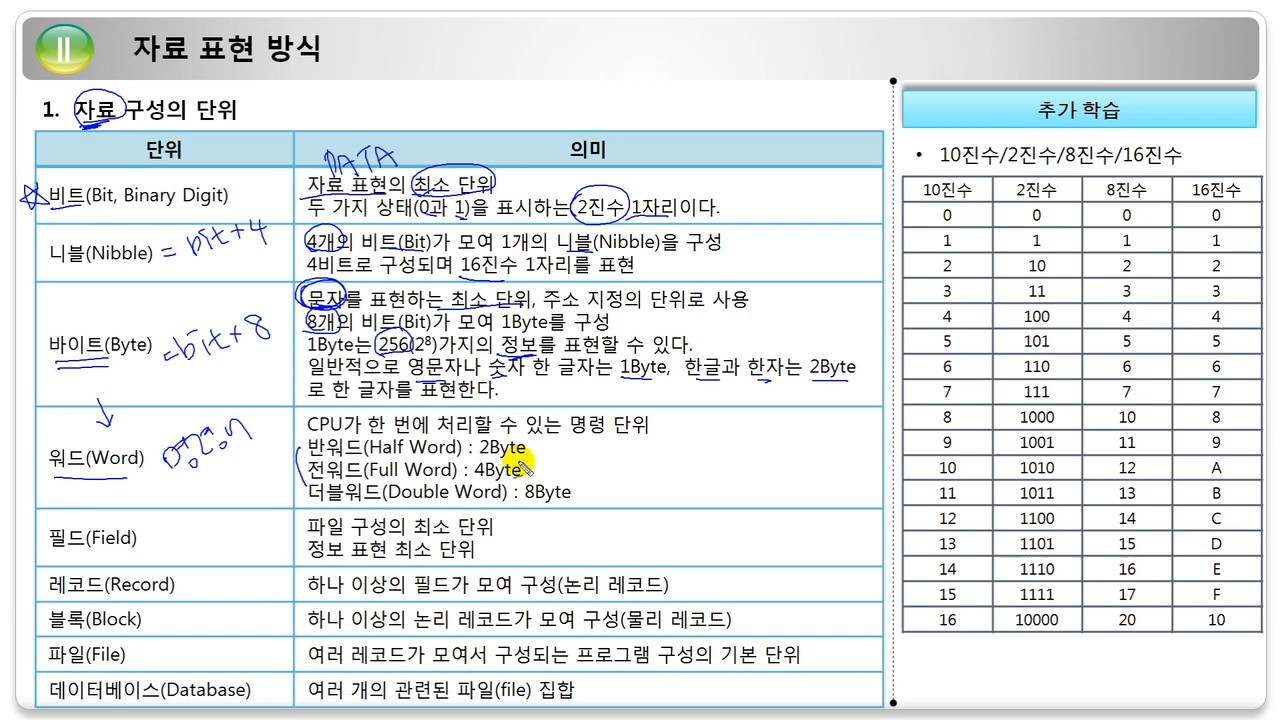 II 자료 표현 방식
1. 자료 구성의 단위
단위 의미
DATA
비트(Bit, Binary Digit) 자료 표현의 최소 단위
두 가지 상태(0과 1)을 표시하는 2진수 1자리이다.
니블(Nibble) = bit+4 4개의 비트(Bit)가 모여 1개의 니블(Nibble)을 구성
4비트로 구성되며 16진수 1자리를 표현
바이트(Byte) =bit+8 문자를 표현하는 최소 단위, 주소 지정의 단위로 사용
8개의 비트(Bit)가 모여 1Byte를 구성
1Byte는 256(2⁸)가지의 정보를 표현할 수 있다.
일반적으로 영문자나 숫자 한 글자는 1Byte, 한글과 한자는 2Byte
로 한 글자를 표현한다.
워드(Word) CPU가 한 번에 처리할 수 있는 명령 단위
반워드(Half Word) : 2Byte
전워드(Full Word) : 4Byte
더블워드(Double Word) : 8Byte
필드(Field) 파일 구성의 최소 단위
정보 표현 최소 단위
레코드(Record) 하나 이상의 필드가 모여 구성(논리 레코드)
블록(Block) 하나 이상의 논리 레코드가 모여 구성(물리 레코드)
파일(File) 여러 레코드가 모여서 구성되는 프로그램 구성의 기본 단위
데이터베이스(Database) 여러 개의 관련된 파일(file) 집합
추가 학습
• 10진수/2진수/8진수/16진수
10진수 2진수 8진수 16진수
0 0 0 0
1 1 1 1
2 10 2 2
3 11 3 3
4 100 4 4
5 101 5 5
6 110 6 6
7 111 7 7
8 1000 10 8
9 1001 11 9
10 1010 12 A
11 1011 13 B
12 1100 14 C
13 1101 15 D
14 1110 16 E
15 1111 17 F
16 10000 20 10